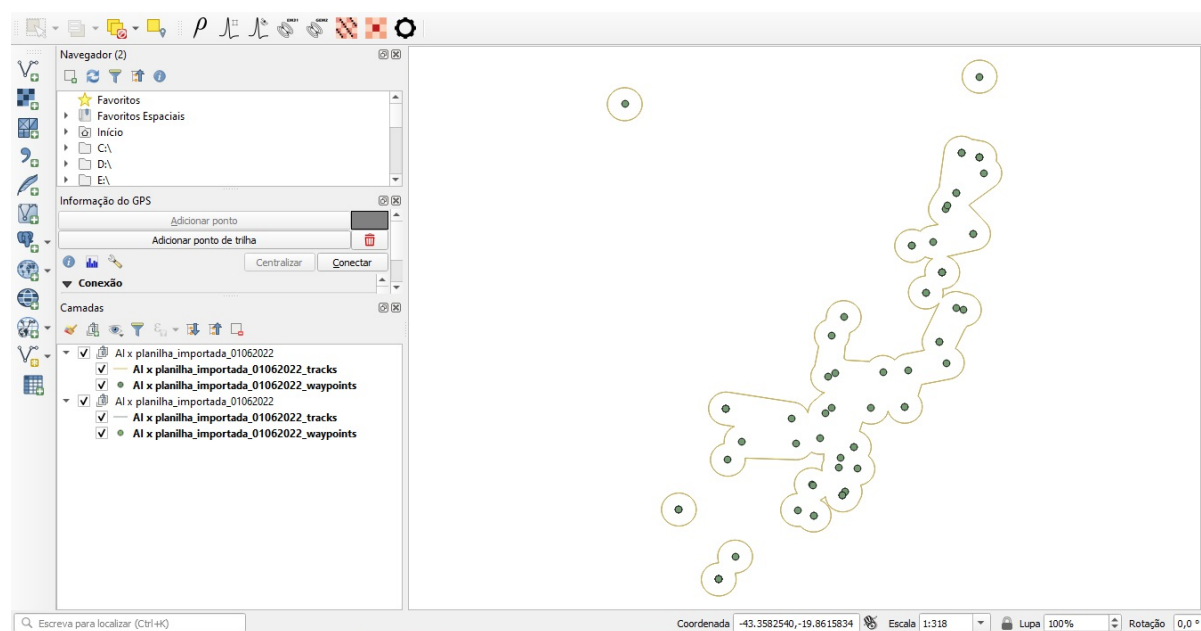 Navegador (2)
Favoritos
Favoritos Espaciais
Início
C:\
D:\
E:\
Informação do GPS
Adicionar ponto
Adicionar ponto de trilha
Centralizar
Conectar
Conexão
Camadas
AI x planilha_importada_01062022
AI x planilha_importada_01062022_tracks
AI x planilha_importada_01062022_waypoints
AI x planilha_importada_01062022
AI x planilha_importada_01062022_tracks
AI x planilha_importada_01062022_waypoints
Escreva para localizar (Ctrl+K)
Coordenada -43.3582540,-19.8615834 Escala 1:318 Lupa 100% Rotação 0,0 °